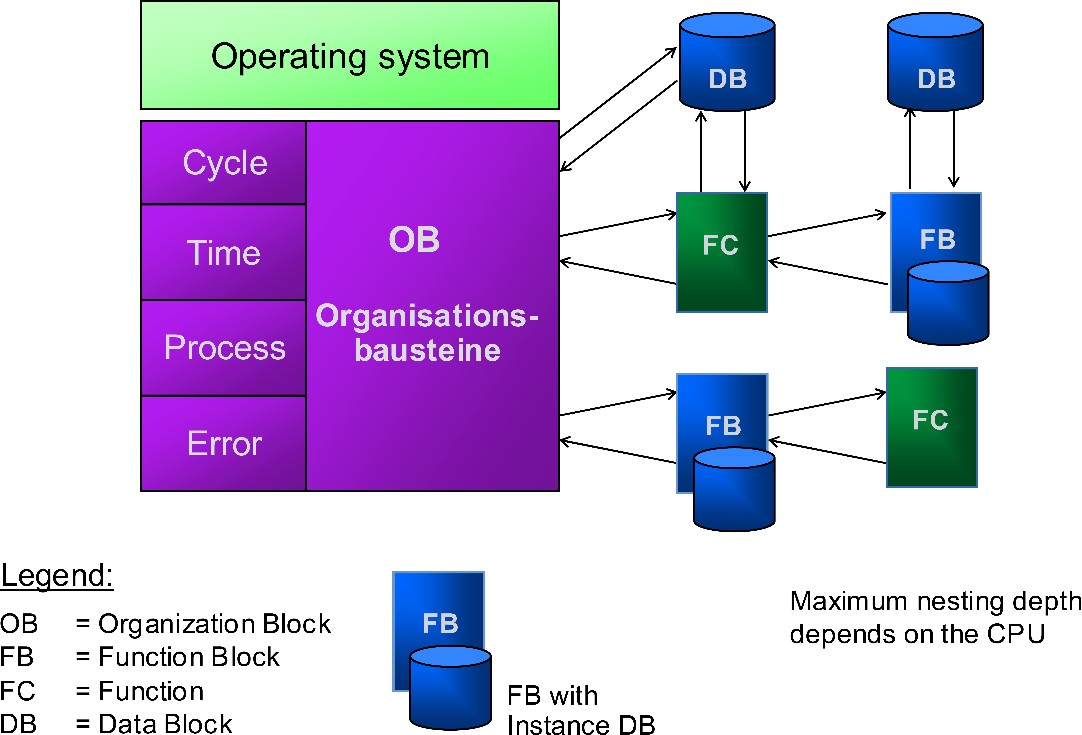 Operating system
DB
DB
Cycle
Time
OB
FC
FB
Organisations-
bausteine
Process
Error
FB
FC
Legend:
OB = Organization Block
FB = Function Block
FC = Function
DB = Data Block
FB
FB with
Instance DB
Maximum nesting depth
depends on the CPU